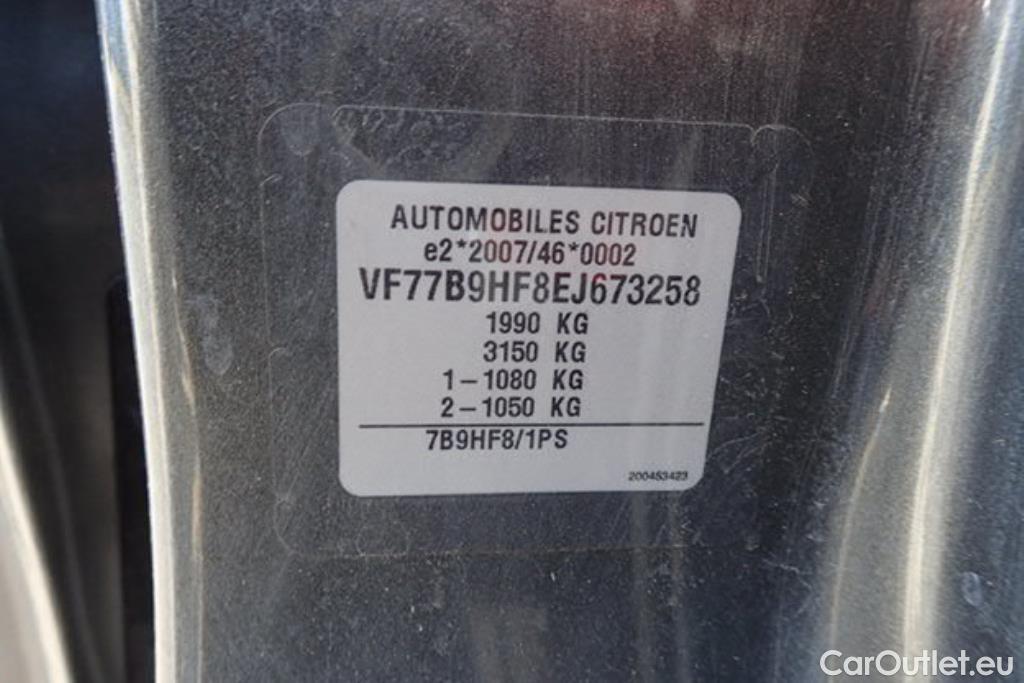 AUTOMOBILES CITROEN
e2*2007/46*0002
VF77B9HF8EJ673258
1990 KG
3150 KG
1-1080 KG
2-1050 KG
7B9HF8/1PS
200453423
CarOutlet.eu